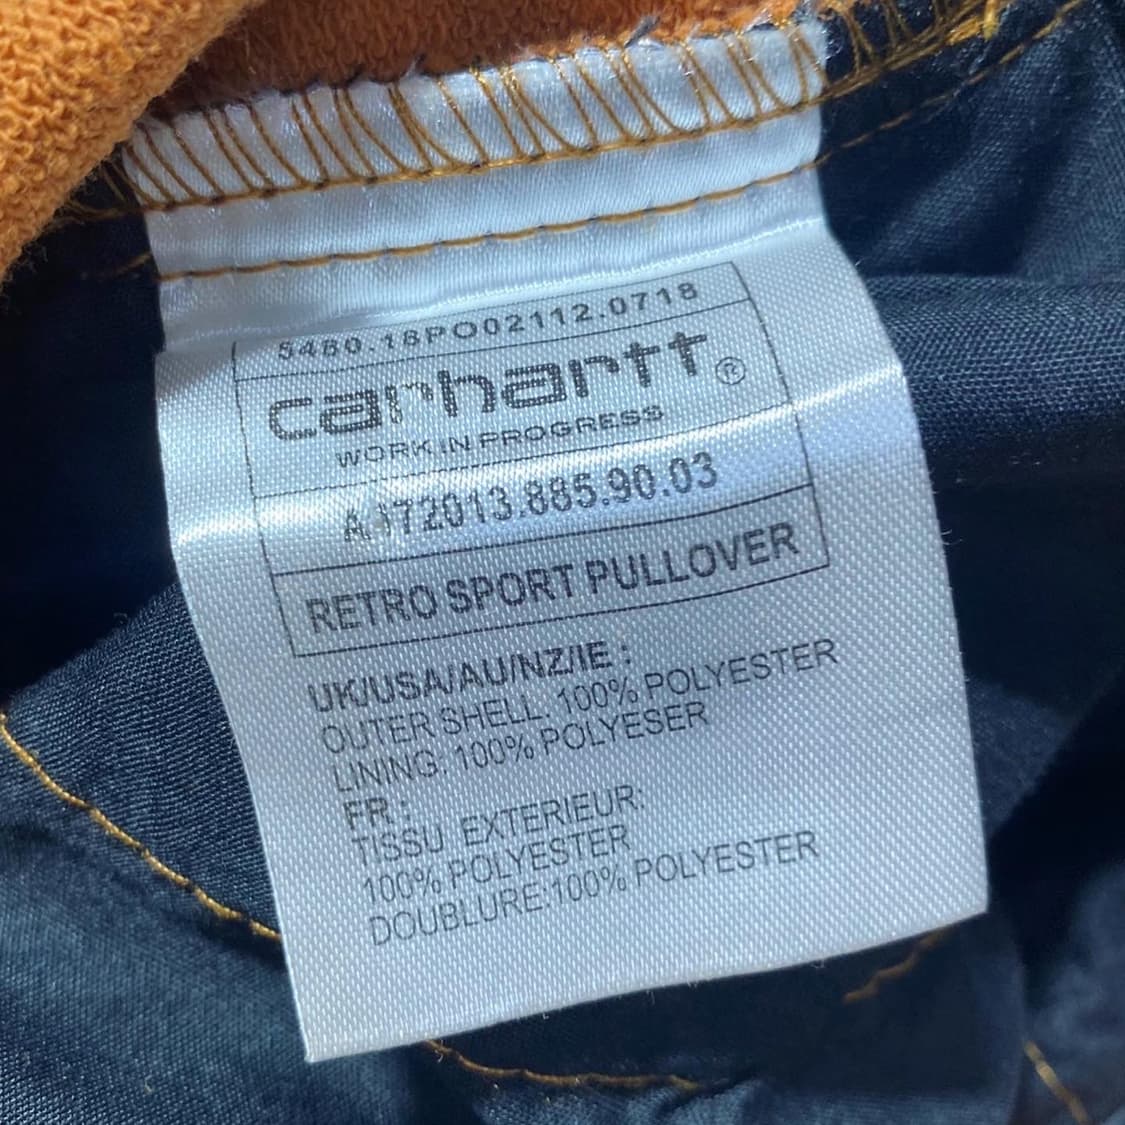 5480.18PO02112.0718
carhartt®
WORK IN PROGRESS
A172013.885.90.03
RETRO SPORT PULLOVER
UK/USA/AU/NZ/IE :
OUTER SHELL: 100% POLYESTER
LINING: 100% POLYESER
FR :
TISSU EXTERIEUR:
100% POLYESTER
DOUBLURE:100% POLYESTER